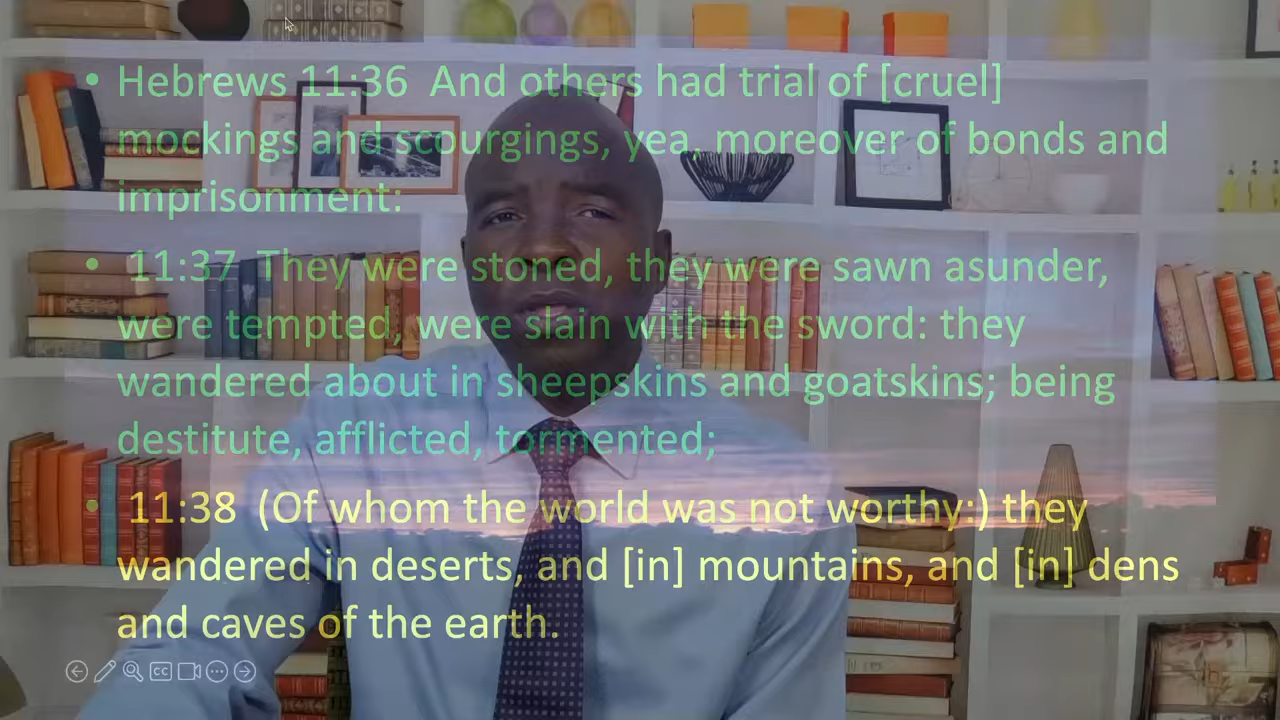 • Hebrews 11:36 And others had trial of [cruel]
mockings and scourgings, yea, moreover of bonds and
imprisonment:
• 11:37 They were stoned, they were sawn asunder,
were tempted, were slain with the sword: they
wandered about in sheepskins and goatskins; being
destitute, afflicted, tormented;
• 11:38 (Of whom the world was not worthy:) they
wandered in deserts, and [in] mountains, and [in] dens
and caves of the earth.
CC